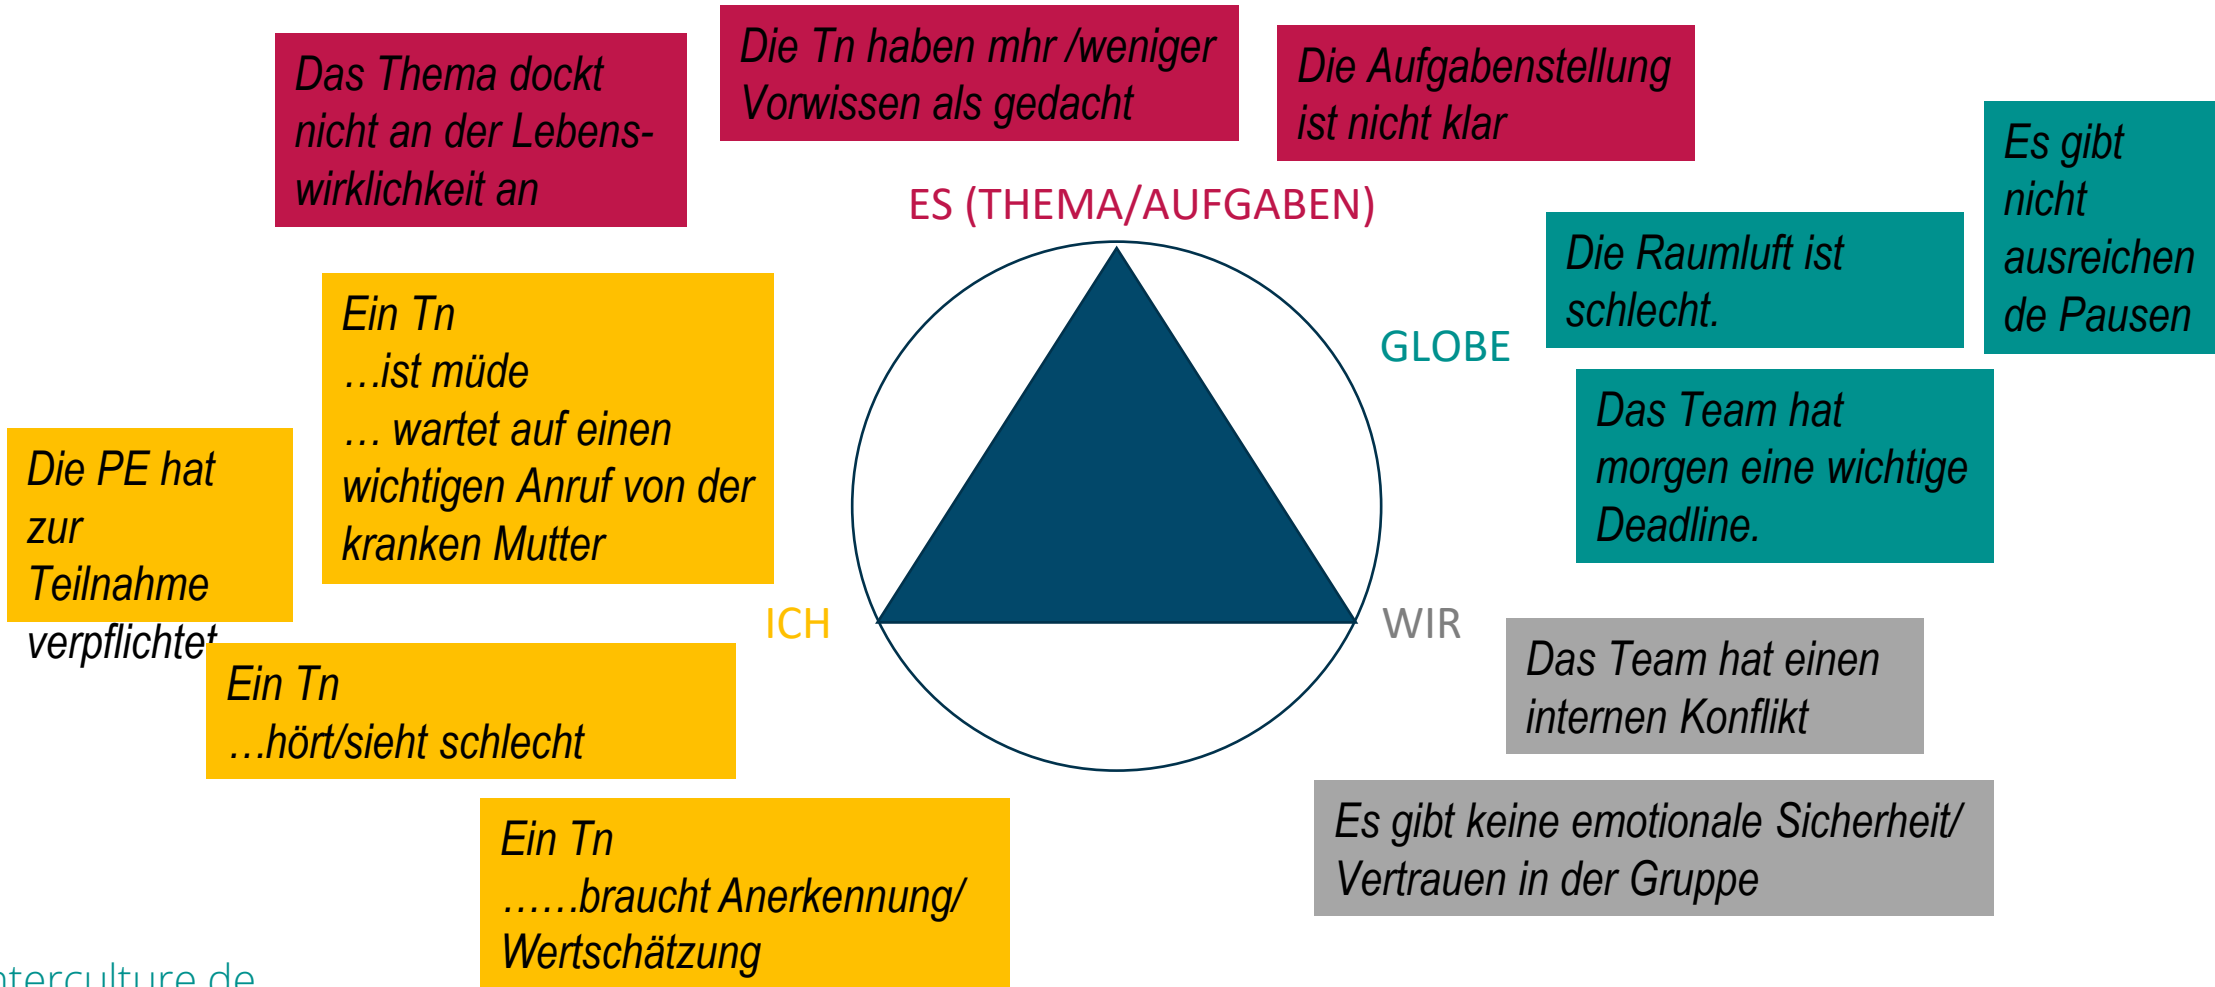 Das Thema dockt
nicht an der Lebens-
wirklichkeit an
Die Tn haben mhr /weniger
Vorwissen als gedacht
Die Aufgabenstellung
ist nicht klar
Es gibt
nicht
ausreichen
de Pausen
ES (THEMA/AUFGABEN)
Die Raumluft ist
schlecht.
GLOBE
Ein Tn
…ist müde
… wartet auf einen
wichtigen Anruf von der
kranken Mutter
Das Team hat
morgen eine wichtige
Deadline.
Die PE hat
zur
Teilnahme
verpflichtet
ICH
WIR
Das Team hat einen
internen Konflikt
Ein Tn
…hört/sieht schlecht
Es gibt keine emotionale Sicherheit/
Vertrauen in der Gruppe
Ein Tn
……braucht Anerkennung/
Wertschätzung
nterculture.de